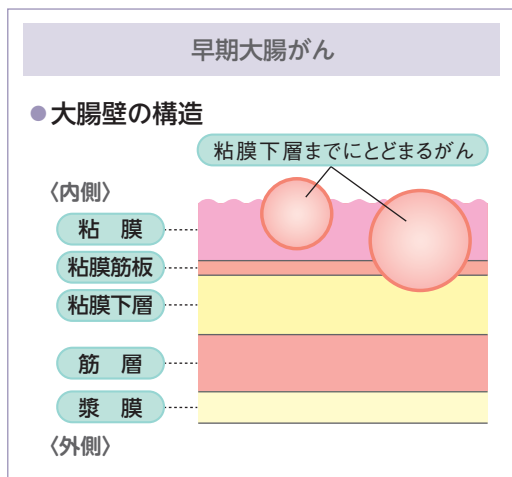 早期大腸がん
●大腸壁の構造
粘膜下層までにとどまるがん
〈内側〉
粘　膜
粘膜筋板
粘膜下層
筋　層
漿　膜
〈外側〉